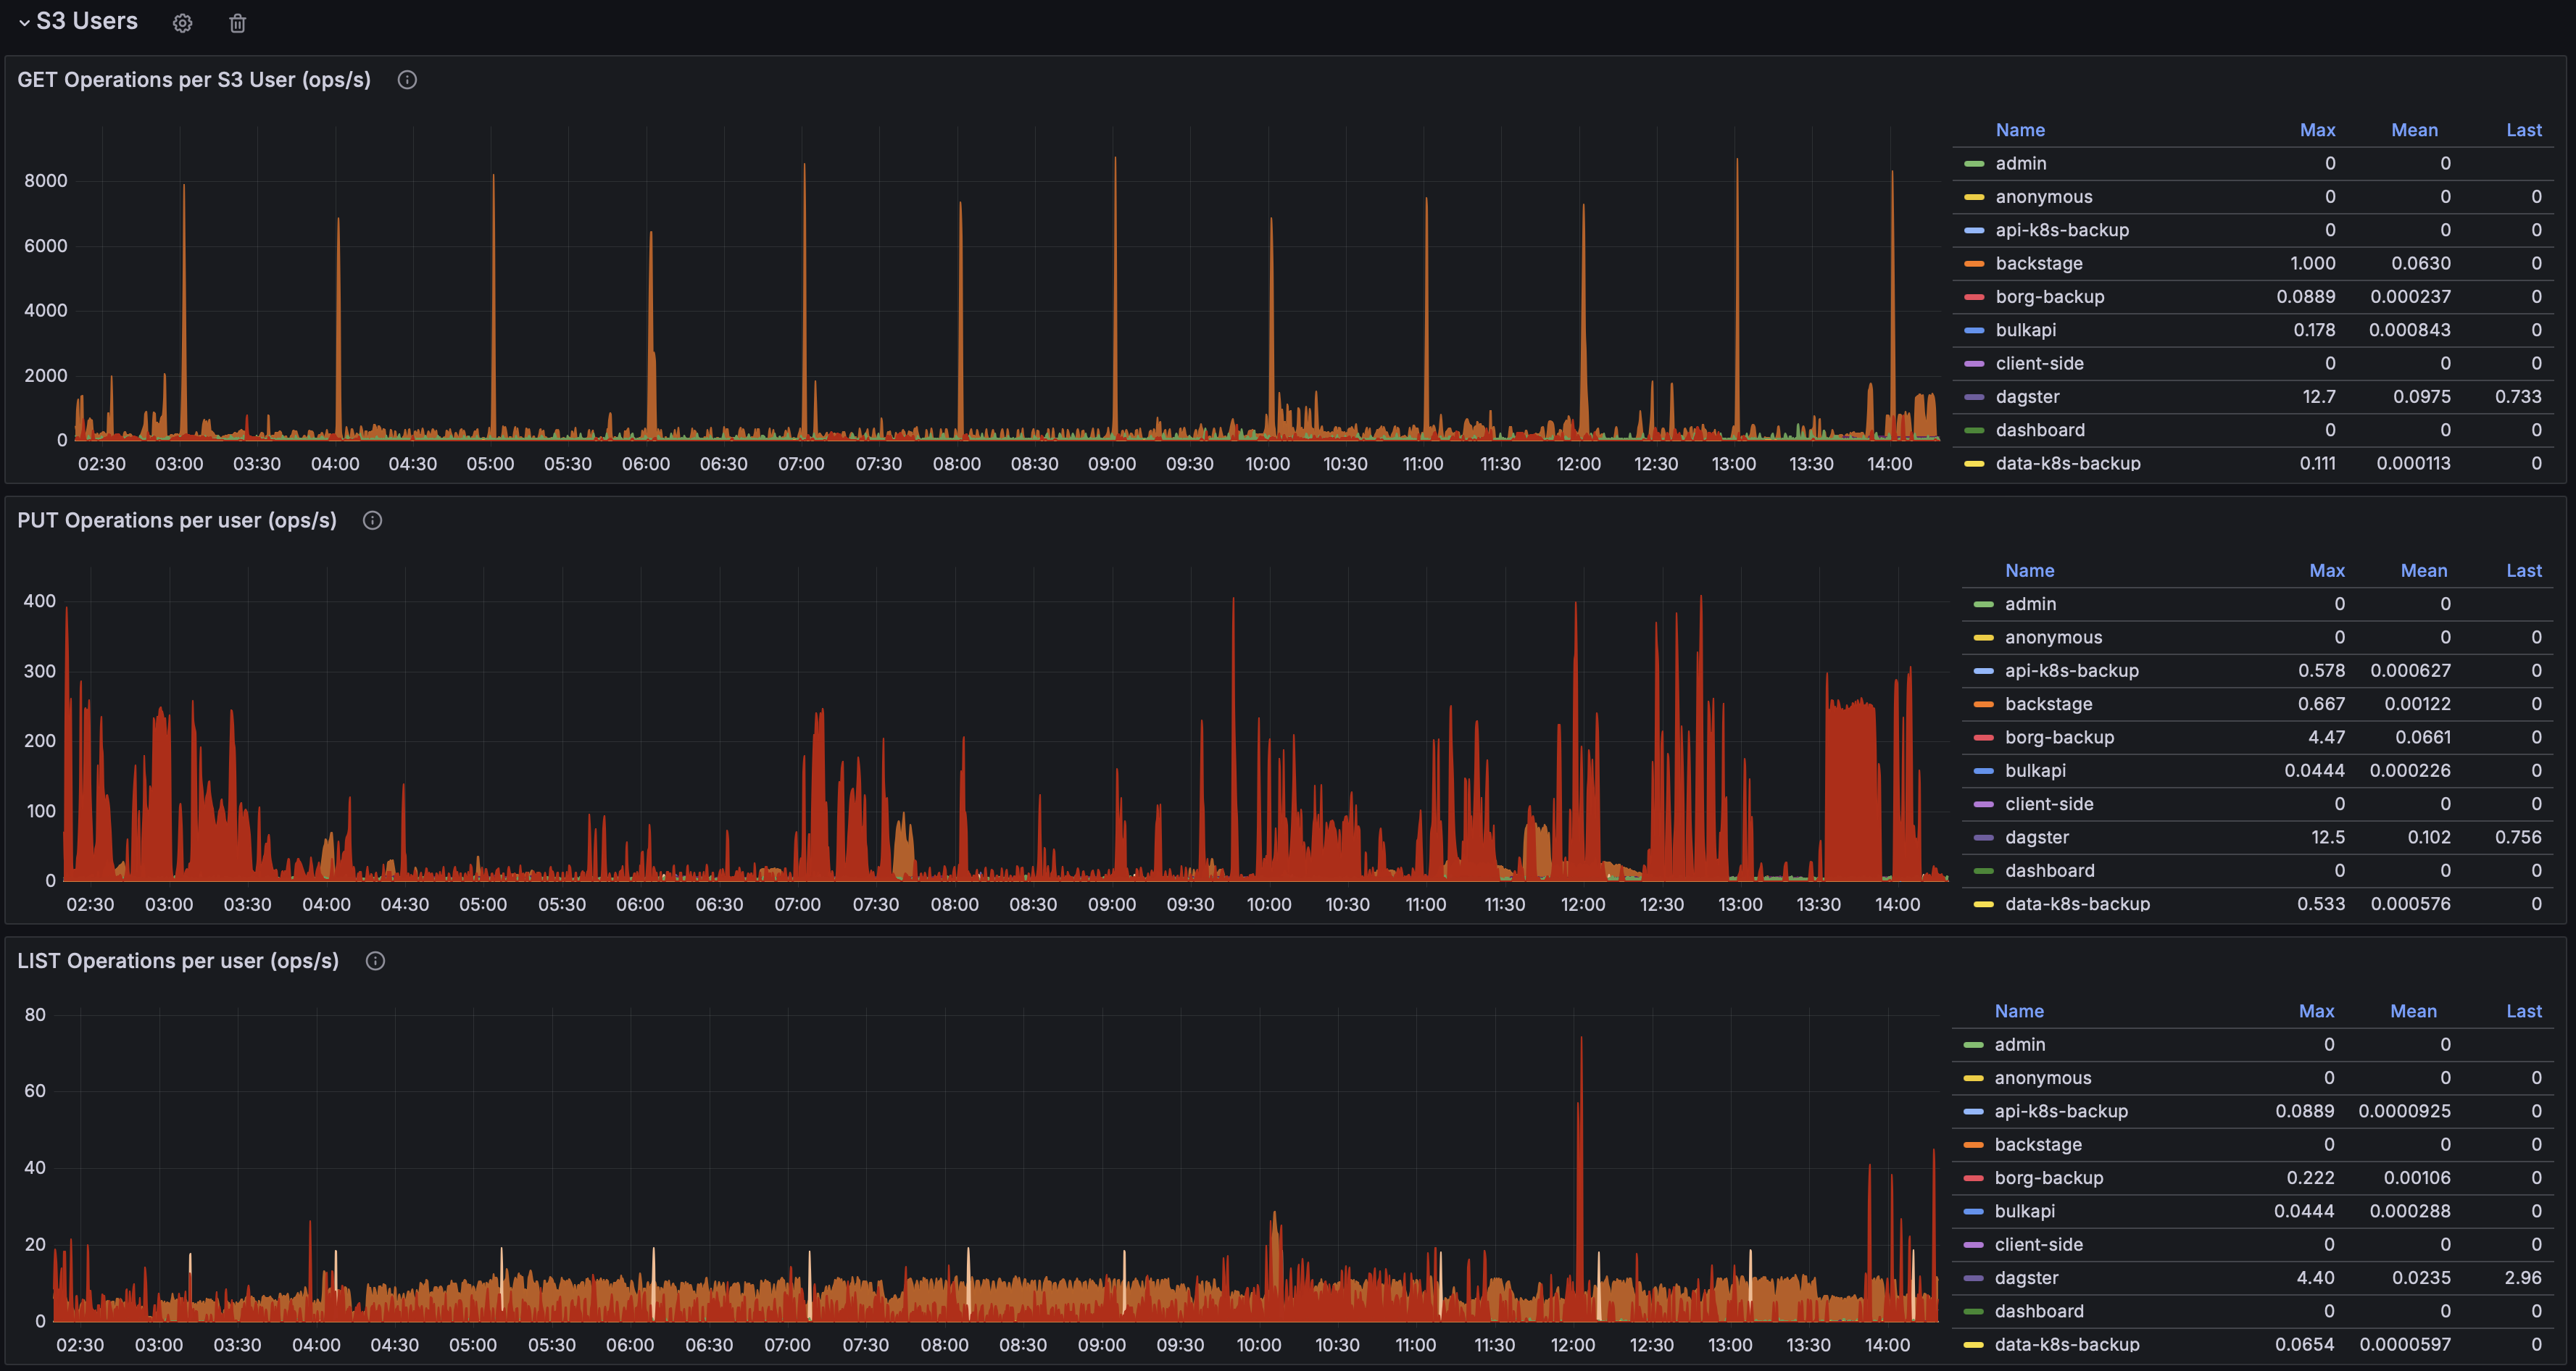 S3 Users
GET Operations per S3 User (ops/s)
8000
6000
4000
2000
0
02:30 03:00 03:30 04:00 04:30 05:00 05:30 06:00 06:30 07:00 07:30 08:00 08:30 09:00 09:30 10:00 10:30 11:00 11:30 12:00 12:30 13:00 13:30 14:00
Name Max Mean Last
admin 0 0
anonymous 0 0 0
api-k8s-backup 0 0 0
backstage 1.000 0.0630 0
borg-backup 0.0889 0.000237 0
bulkapi 0.178 0.000843 0
client-side 0 0 0
dagster 12.7 0.0975 0.733
dashboard 0 0 0
data-k8s-backup 0.111 0.000113 0
PUT Operations per user (ops/s)
400
300
200
100
0
02:30 03:00 03:30 04:00 04:30 05:00 05:30 06:00 06:30 07:00 07:30 08:00 08:30 09:00 09:30 10:00 10:30 11:00 11:30 12:00 12:30 13:00 13:30 14:00
Name Max Mean Last
admin 0 0
anonymous 0 0 0
api-k8s-backup 0.578 0.000627 0
backstage 0.667 0.00122 0
borg-backup 4.47 0.0661 0
bulkapi 0.0444 0.000226 0
client-side 0 0 0
dagster 12.5 0.102 0.756
dashboard 0 0 0
data-k8s-backup 0.533 0.000576 0
LIST Operations per user (ops/s)
80
60
40
20
0
02:30 03:00 03:30 04:00 04:30 05:00 05:30 06:00 06:30 07:00 07:30 08:00 08:30 09:00 09:30 10:00 10:30 11:00 11:30 12:00 12:30 13:00 13:30 14:00
Name Max Mean Last
admin 0 0
anonymous 0 0 0
api-k8s-backup 0.0889 0.0000925 0
backstage 0 0 0
borg-backup 0.222 0.00106 0
bulkapi 0.0444 0.000288 0
client-side 0 0 0
dagster 4.40 0.0235 2.96
dashboard 0 0 0
data-k8s-backup 0.0654 0.0000597 0